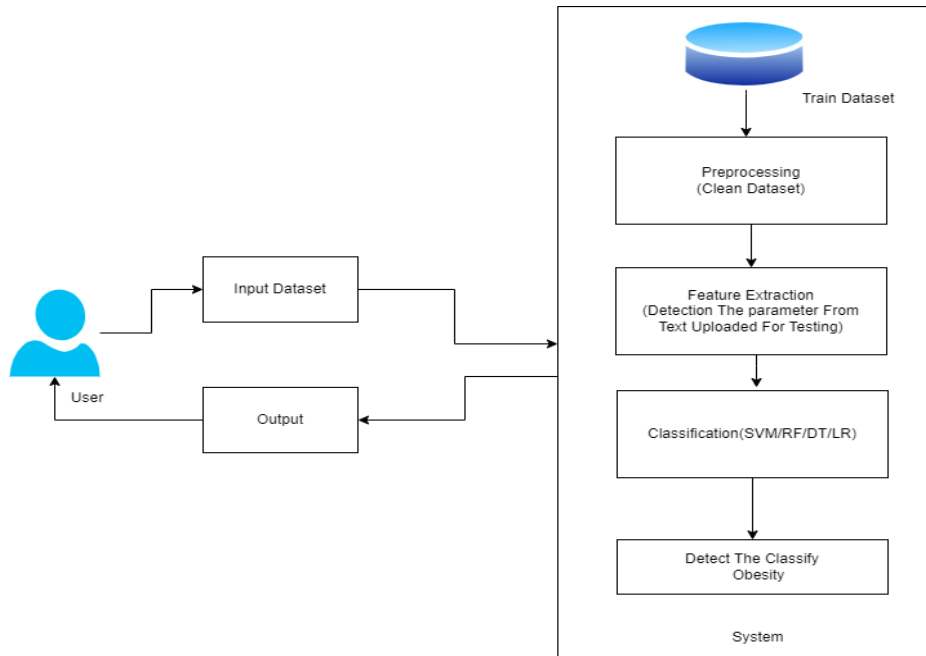 Train Dataset
Preprocessing
(Clean Dataset)
Input Dataset
Feature Extraction
(Detection The parameter From
Text Uploaded For Testing)
User
Output
Classification(SVM/RF/DT/LR)
Detect The Classify
Obesity
System